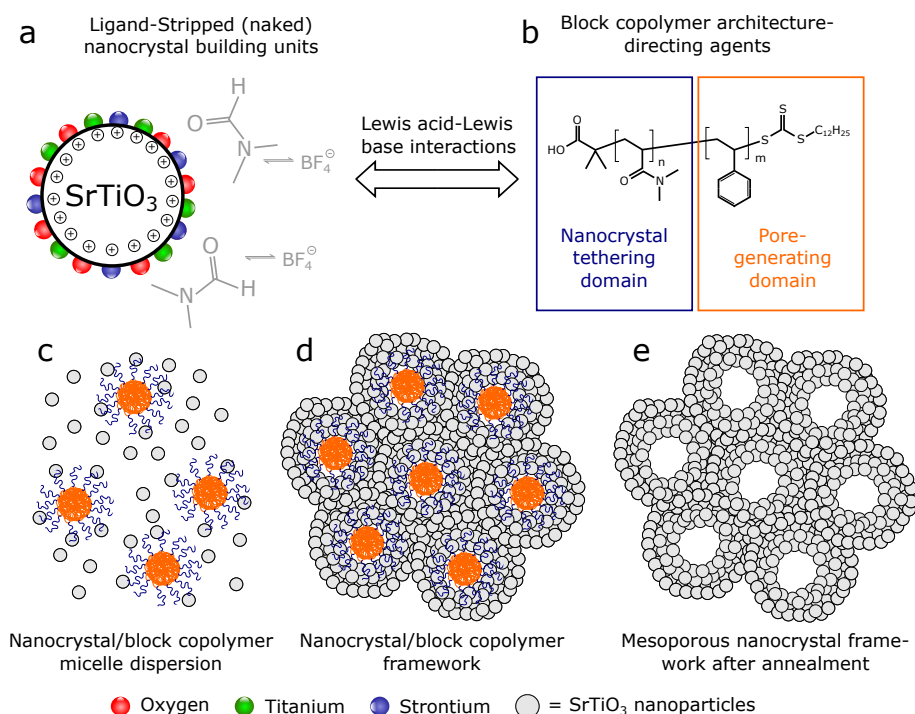 a
Ligand-Stripped (naked)
nanocrystal building units
b
Block copolymer architecture-
directing agents
H
O
N
BF4⊖
SrTiO3
+ + + + + + + + + + + + + + + + +
BF4⊖
O
H
N
Lewis acid-Lewis
base interactions
O
HO
n
O
N
m
S
S
S
C12H25
Nanocrystal
tethering
domain
Pore-
generating
domain
c
d
e
Nanocrystal/block copolymer
micelle dispersion
Nanocrystal/block copolymer
framework
Mesoporous nanocrystal frame-
work after annealment
Oxygen
Titanium
Strontium
= SrTiO3 nanoparticles